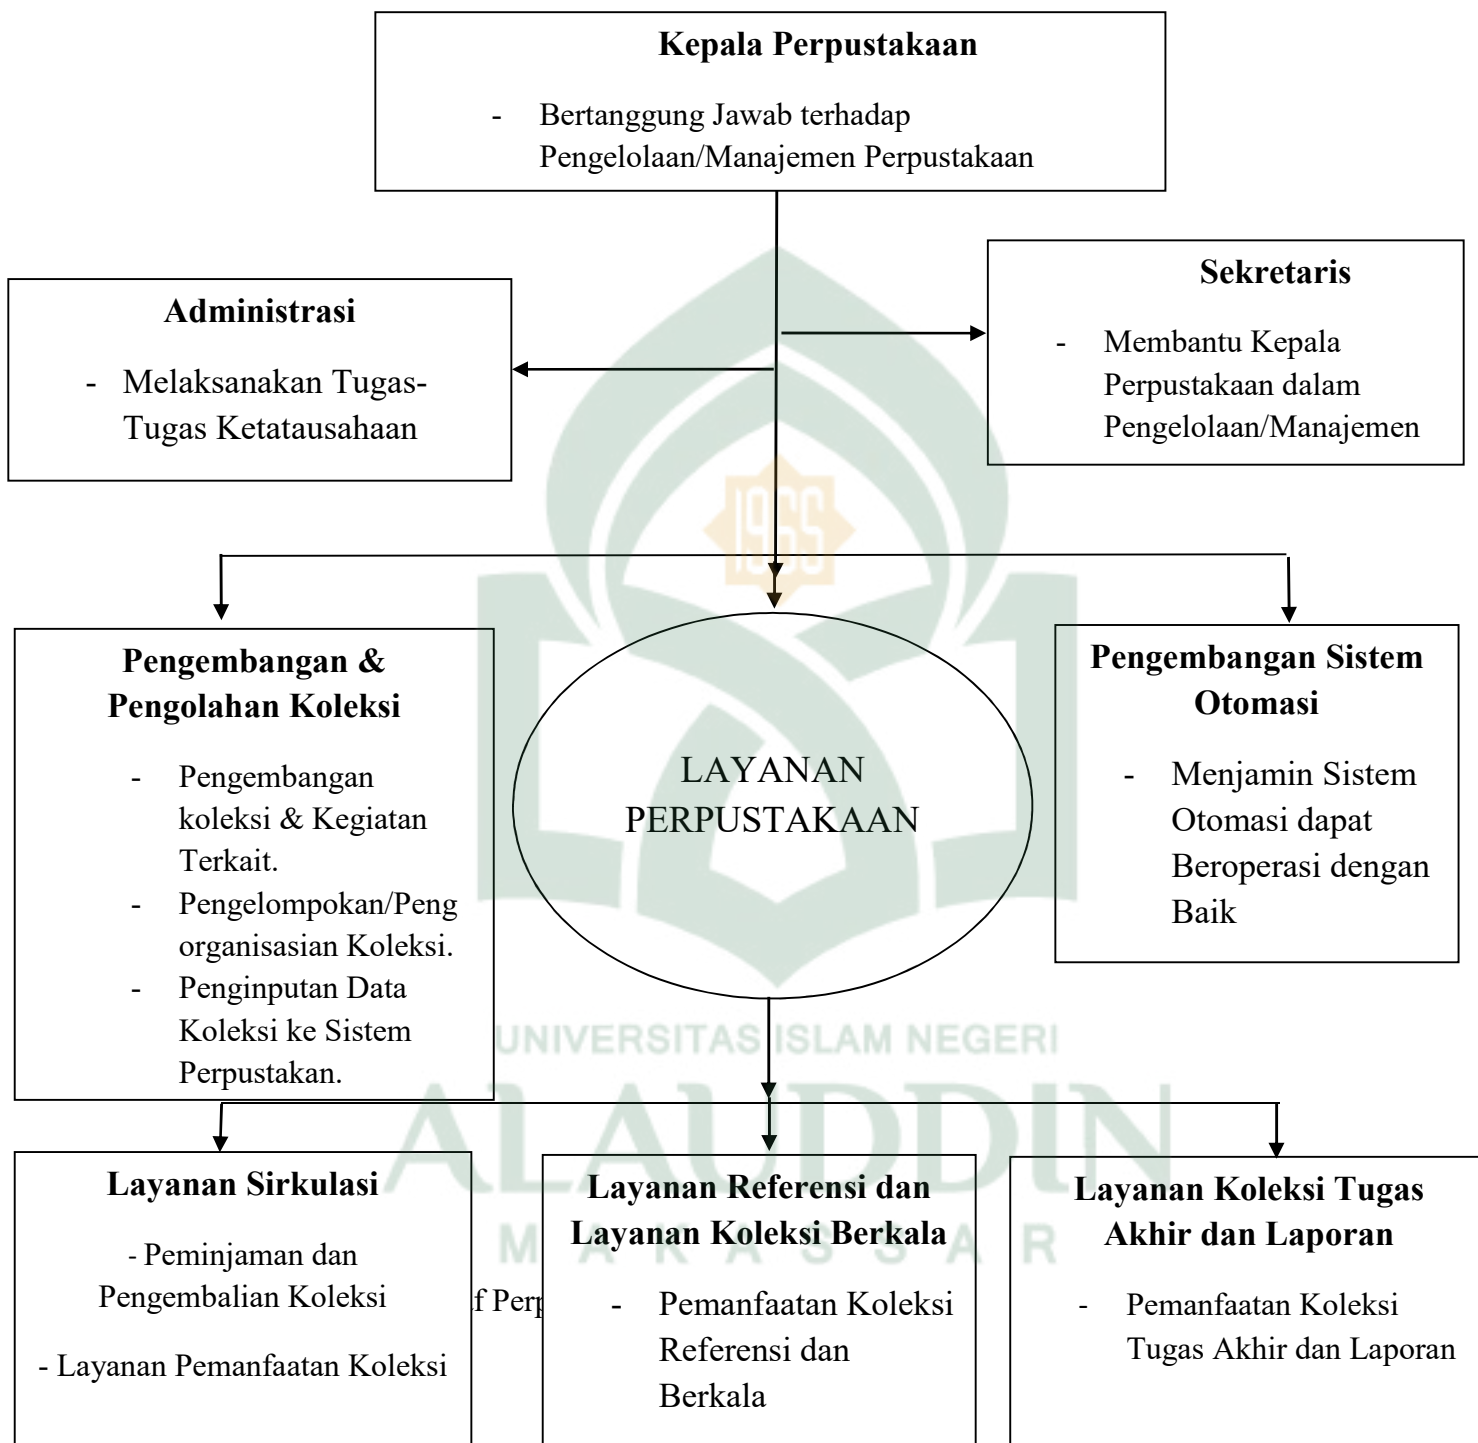 Kepala Perpustakaan
- Bertanggung Jawab terhadap
Pengelolaan/Manajemen Perpustakaan
Sekretaris
- Membantu Kepala
Perpustakaan dalam
Pengelolaan/Manajemen
Administrasi
- Melaksanakan Tugas-
Tugas Ketatausahaan
1965
Pengembangan &
Pengolahan Koleksi
- Pengembangan
koleksi & Kegiatan
Terkait.
- Pengelompokan/Peng
organisasian Koleksi.
- Penginputan Data
Koleksi ke Sistem
Perpustakan.
LAYANAN
PERPUSTAKAAN
Pengembangan Sistem
Otomasi
- Menjamin Sistem
Otomasi dapat
Beroperasi dengan
Baik
UNIVERSITAS ISLAM NEGERI
ALAUDDIN
MAKASSAR
Layanan Sirkulasi
- Peminjaman dan
Pengembalian Koleksi
- Layanan Pemanfaatan Koleksi
Layanan Referensi dan
Layanan Koleksi Berkala
- Pemanfaatan Koleksi
Referensi dan
Berkala
Layanan Koleksi Tugas
Akhir dan Laporan
- Pemanfaatan Koleksi
Tugas Akhir dan Laporan